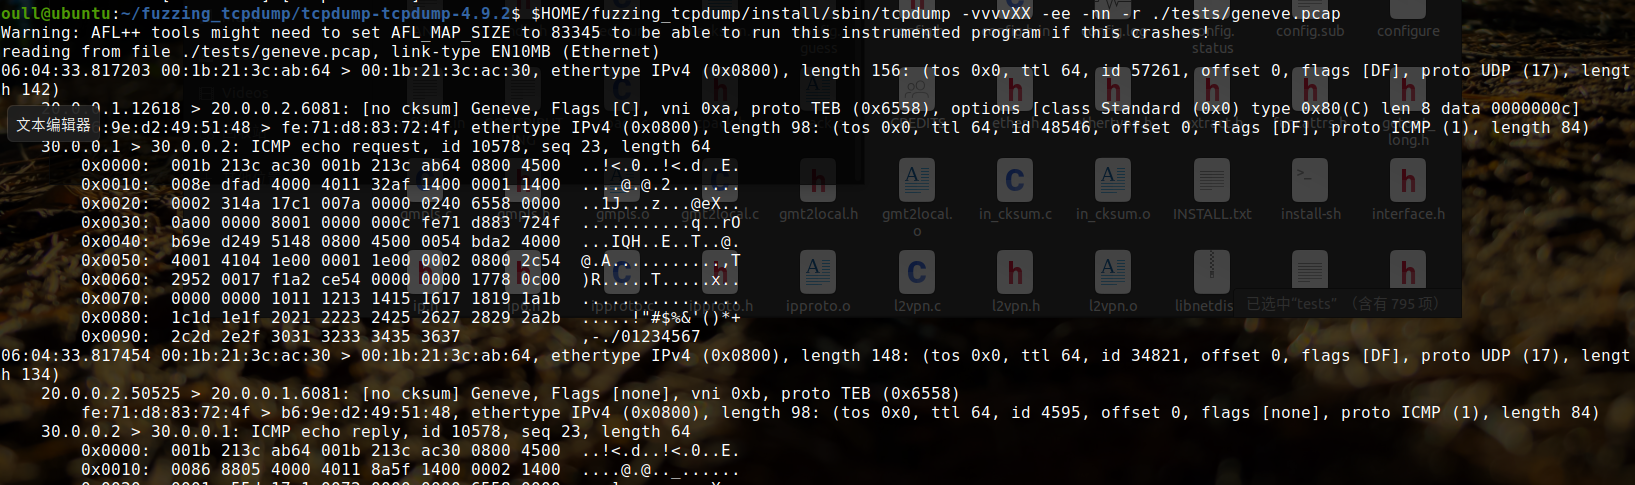 oull@ubuntu:~/fuzzing_tcpdump/tcpdump-tcpdump-4.9.2$ $HOME/fuzzing_tcpdump/install/sbin/tcpdump -vvvvXX -ee -nn -r ./tests/geneve.pcap
Warning: AFL++ tools might need to set AFL_MAP_SIZE to 83345 to be able to run this instrumented program if this crashes!
reading from file ./tests/geneve.pcap, link-type EN10MB (Ethernet)
06:04:33.817203 00:1b:21:3c:ab:64 > 00:1b:21:3c:ac:30, ethertype IPv4 (0x0800), length 156: (tos 0x0, ttl 64, id 57261, offset 0, flags [DF], proto UDP (17), lengt
h 142)
20.0.0.1.12618 > 20.0.0.2.6081: [no cksum] Geneve, Flags [C], vni 0xa, proto TEB (0x6558), options [class Standard (0x0) type 0x80(C) len 8 data 0000000c]
文本编辑器
:9e:d2:49:51:48 > fe:71:d8:83:72:4f, ethertype IPv4 (0x0800), length 98: (tos 0x0, ttl 64, id 48546, offset 0, flags [DF], proto ICMP (1), length 84)
30.0.0.1 > 30.0.0.2: ICMP echo request, id 10578, seq 23, length 64
0x0000:  001b 213c ac30 001b 213c ab64 0800 4500  ..!<.0..!<.d..E.
0x0010:  008e dfad 4000 4011 32af 1400 0001 1400  ....@.@.2.......
0x0020:  0002 314a 17c1 007a 0000 0240 6558 0000  ..1J...z...@eX..
0x0030:  0a00 0000 8001 0000 000c fe71 d883 724f  ...........q..rO
0x0040:  b69e d249 5148 0800 4500 0054 bda2 4000  ...IQH..E..T..@.
0x0050:  4001 4104 1e00 0001 1e00 0002 0800 2c54  @.A...........,T
0x0060:  2952 0017 f1a2 ce54 0000 0000 1778 0c00  )R.....T.....x..
0x0070:  0000 0000 1011 1213 1415 1617 1819 1a1b  ................
0x0080:  1c1d 1e1f 2021 2223 2425 2627 2829 2a2b  .....!"#$%&'()*+
0x0090:  2c2d 2e2f 3031 3233 3435 3637  ,-./01234567
06:04:33.817454 00:1b:21:3c:ac:30 > 00:1b:21:3c:ab:64, ethertype IPv4 (0x0800), length 148: (tos 0x0, ttl 64, id 34821, offset 0, flags [DF], proto UDP (17), lengt
h 134)
20.0.0.2.50525 > 20.0.0.1.6081: [no cksum] Geneve, Flags [none], vni 0xb, proto TEB (0x6558)
fe:71:d8:83:72:4f > b6:9e:d2:49:51:48, ethertype IPv4 (0x0800), length 98: (tos 0x0, ttl 64, id 4595, offset 0, flags [none], proto ICMP (1), length 84)
30.0.0.2 > 30.0.0.1: ICMP echo reply, id 10578, seq 23, length 64
0x0000:  001b 213c ab64 001b 213c ac30 0800 4500  ..!<.d..!<.0..E.
0x0010:  0086 8805 4000 4011 8a5f 1400 0002 1400  ....@.@.._......
config.status
config.sub
configure
gmpls.o
gmt2local.c
gmt2local.h
gmt2local.o
in_cksum.c
in_cksum.o
INSTALL.txt
install-sh
interface.h
ipproto.o
l2vpn.c
l2vpn.h
l2vpn.o
libnetdis
已选中"tests" (含有 795 项)